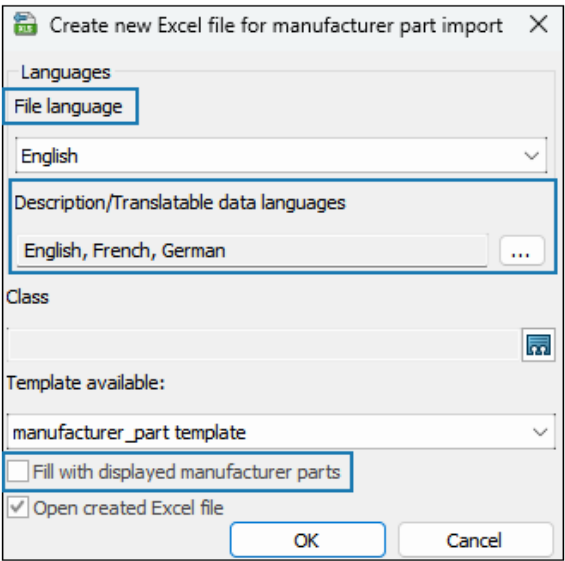 Create new Excel file for manufacturer part import
Languages
File language
English
Description/Translatable data languages
English, French, German
...
Class
Template available:
manufacturer_part template
Fill with displayed manufacturer parts
Open created Excel file
OK
Cancel